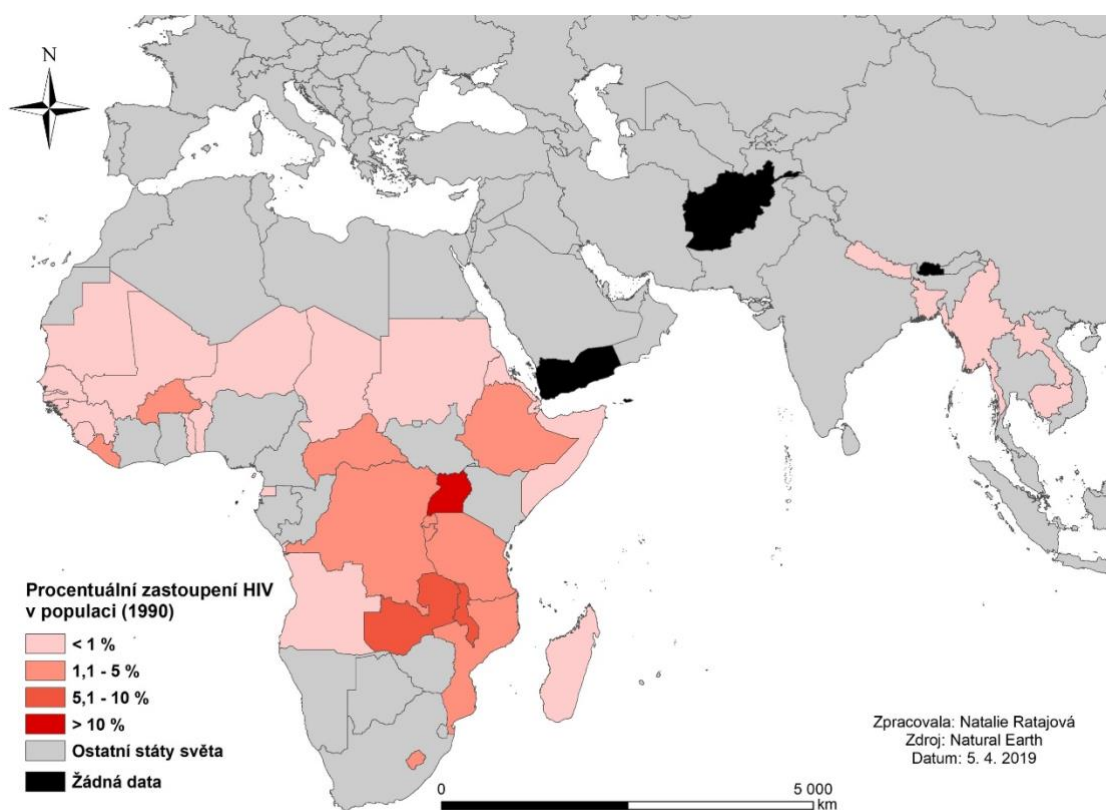 N
Procentuální zastoupení HIV
v populaci (1990)
< 1 %
1,1 - 5 %
5,1 - 10 %
> 10 %
Ostatní státy světa
Žádná data
Zpracovala: Natalie Ratajová
Zdroj: Natural Earth
Datum: 5. 4. 2019
0 5 000
km